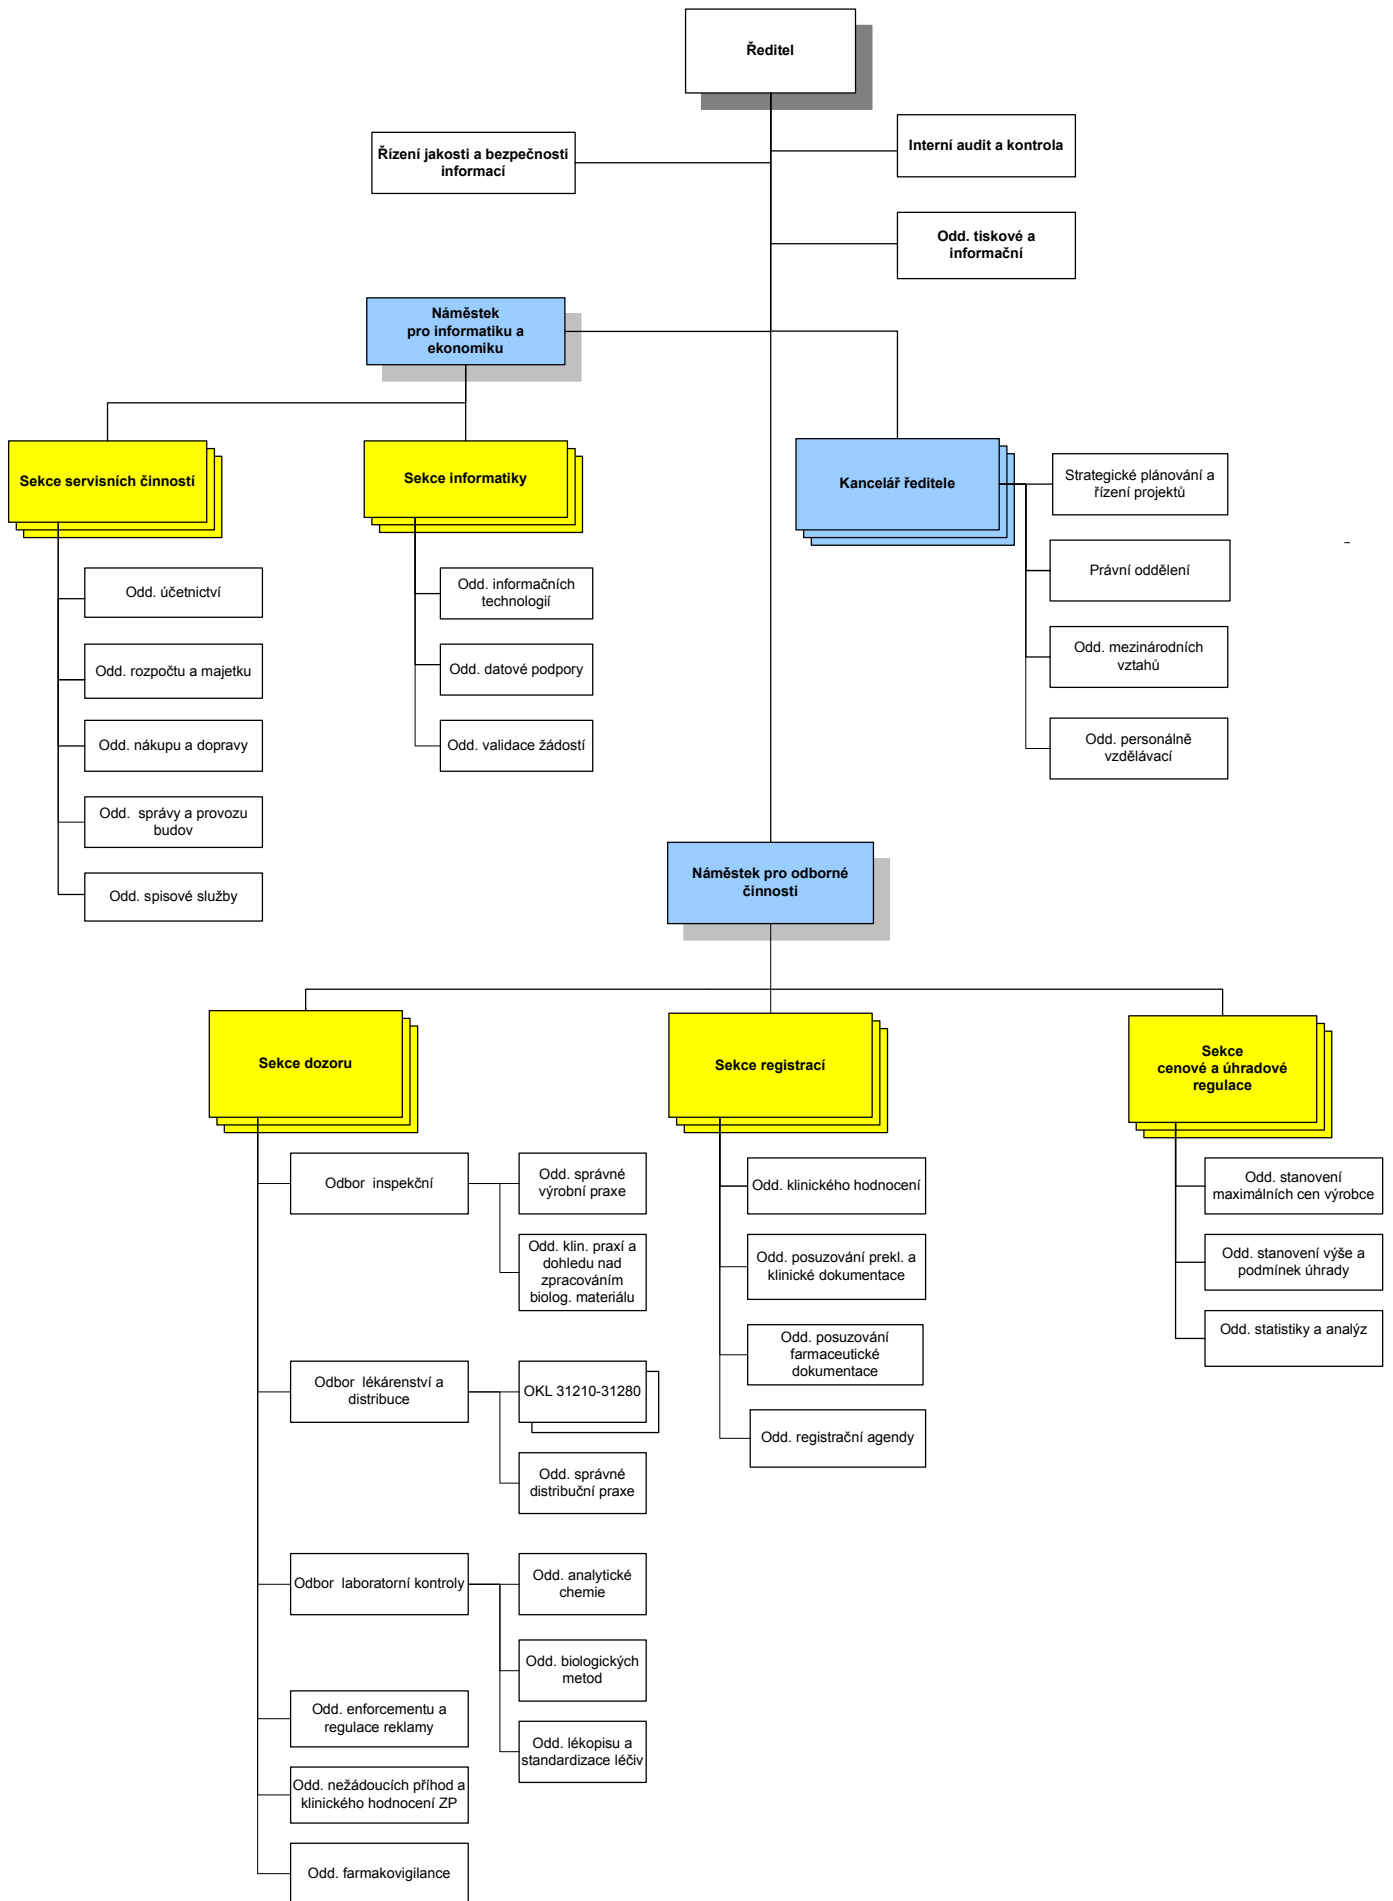 Ředitel
Řízení jakosti a bezpečnosti
informací
Interní audit a kontrola
Odd. tiskové a
informační
Náměstek
pro informatiku a
ekonomiku
Sekce servisních činností
Sekce informatiky
Kancelář ředitele
Strategické plánování a
řízení projektů
Právní oddělení
Odd. mezinárodních
vztahů
Odd. personálně
vzdělávací
Odd. účetnictví
Odd. rozpočtu a majetku
Odd. nákupu a dopravy
Odd. správy a provozu
budov
Odd. spisové služby
Odd. informačních
technologií
Odd. datové podpory
Odd. validace žádostí
Náměstek pro odborné
činnosti
Sekce dozoru
Sekce registrací
Sekce
cenové a úhradové
regulace
Odbor inspekční
Odd. správné
výrobní praxe
Odd. klin. praxí a
dohledu nad
zpracováním
biolog. materiálu
Odbor lékárenství a
distribuce
OKL 31210-31280
Odd. správné
distribuční praxe
Odbor laboratorní kontroly
Odd. analytické
chemie
Odd. biologických
metod
Odd. lékopisu a
standardizace léčiv
Odd. enforcementu a
regulace reklamy
Odd. nežádoucích příhod a
klinického hodnocení ZP
Odd. farmakovigilance
Odd. klinického hodnocení
Odd. posuzování prekl. a
klinické dokumentace
Odd. posuzování
farmaceutické
dokumentace
Odd. registrační agendy
Odd. stanovení
maximálních cen výrobce
Odd. stanovení výše a
podmínek úhrady
Odd. statistiky a analýz